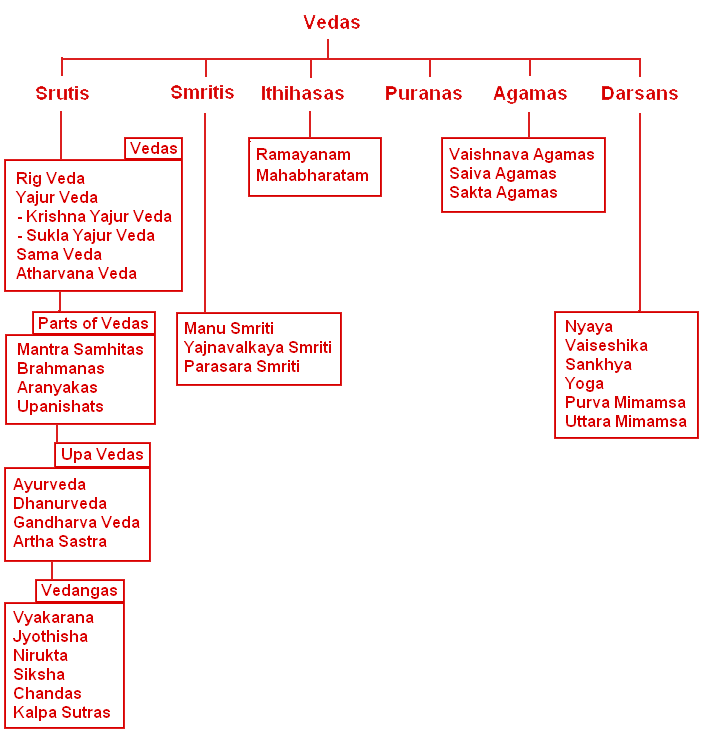 Vedas
Srutis
Smritis
Ithihasas
Puranas
Agamas
Darsans
Vedas
Rig Veda
Yajur Veda
- Krishna Yajur Veda
- Sukla Yajur Veda
Sama Veda
Atharvana Veda
Parts of Vedas
Mantra Samhitas
Brahmanas
Aranyakas
Upanishats
Upa Vedas
Ayurveda
Dhanurveda
Gandharva Veda
Artha Sastra
Vedangas
Vyakarana
Jyothisha
Nirukta
Siksha
Chandas
Kalpa Sutras
Manu Smriti
Yajnavalkaya Smriti
Parasara Smriti
Ramayanam
Mahabharatam
Vaishnava Agamas
Saiva Agamas
Sakta Agamas
Nyaya
Vaiseshika
Sankhya
Yoga
Purva Mimamsa
Uttara Mimamsa